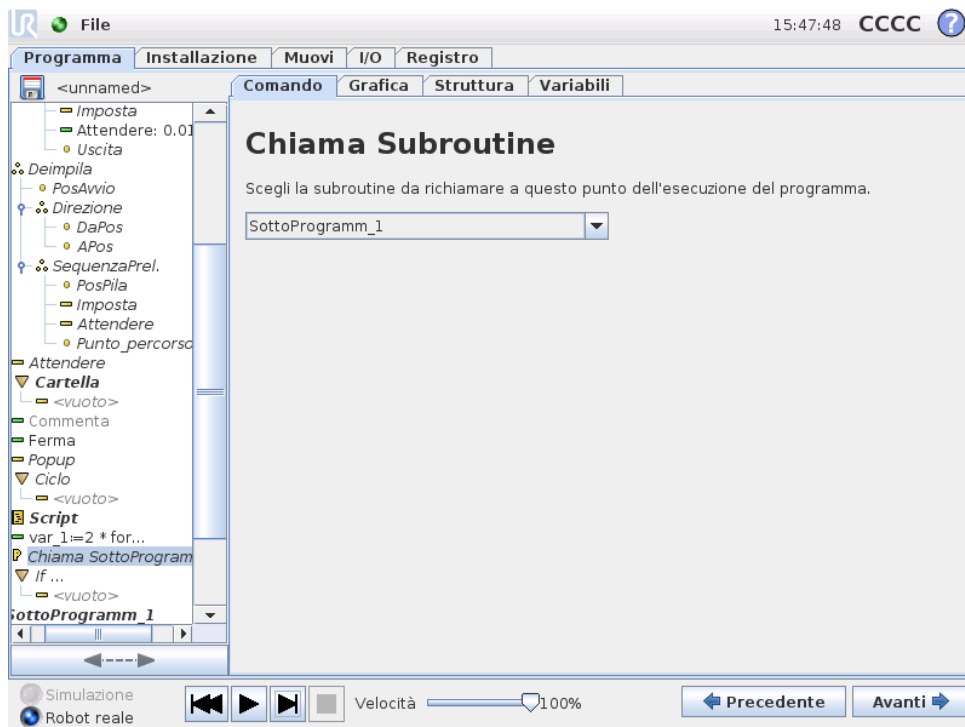 UR File 15:47:48 CCCC ?
Programma Installazione Muovi I/O Registro
<unnamed>
Comando Grafica Struttura Variabili
Imposta
Attendere: 0.01
Uscita
Deimpila
PosAvvio
Direzione
DaPos
APos
SequenzaPrel.
PosPila
Imposta
Attendere
Punto_percorso
Attendere
Cartella
<vuoto>
Commenta
Ferma
Popup
Ciclo
<vuoto>
Script
var_1:=2 * for...
Chiama SottoProgram
If ...
<vuoto>
SottoProgramm_1
Chiama Subroutine
Scegli la subroutine da richiamare a questo punto dell'esecuzione del programma.
SottoProgramm_1
Simulazione
Robot reale
Velocità 100%
Precedente Avanti